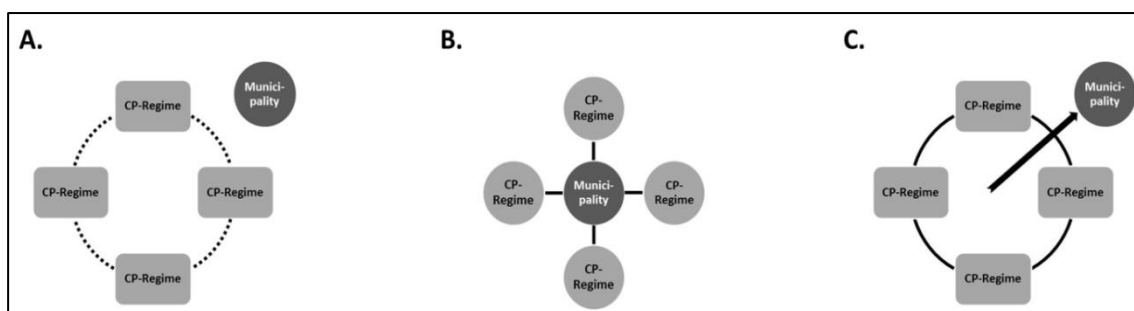 A.
Munici-
pality
CP-Regime
CP-Regime
CP-Regime
CP-Regime
B.
CP-
Regime
CP-
Regime
Munici-
pality
CP-
Regime
CP-
Regime
C.
Munici-
pality
CP-Regime
CP-Regime
CP-Regime
CP-Regime